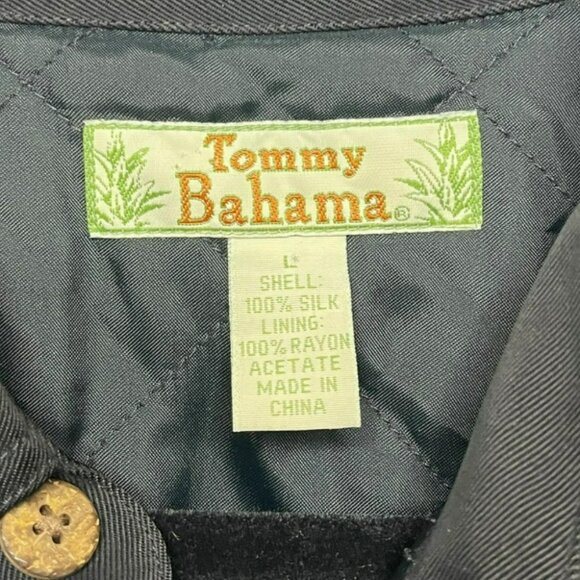 Tommy
Bahama®
L*
SHELL:
100% SILK
LINING:
100% RAYON
ACETATE
MADE IN
CHINA